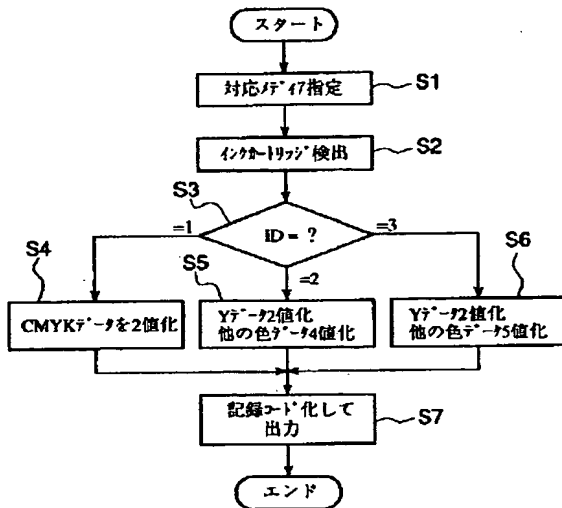 スタート
対応メディア指定
S1
インクカートリッジ検出
S2
S3
ID = ?
=1
=2
=3
S4
CMYKデータを2値化
S5
Yデータ2値化
他の色データ4値化
S6
Yデータ2値化
他の色データ5値化
記録コード化して
出力
S7
エンド